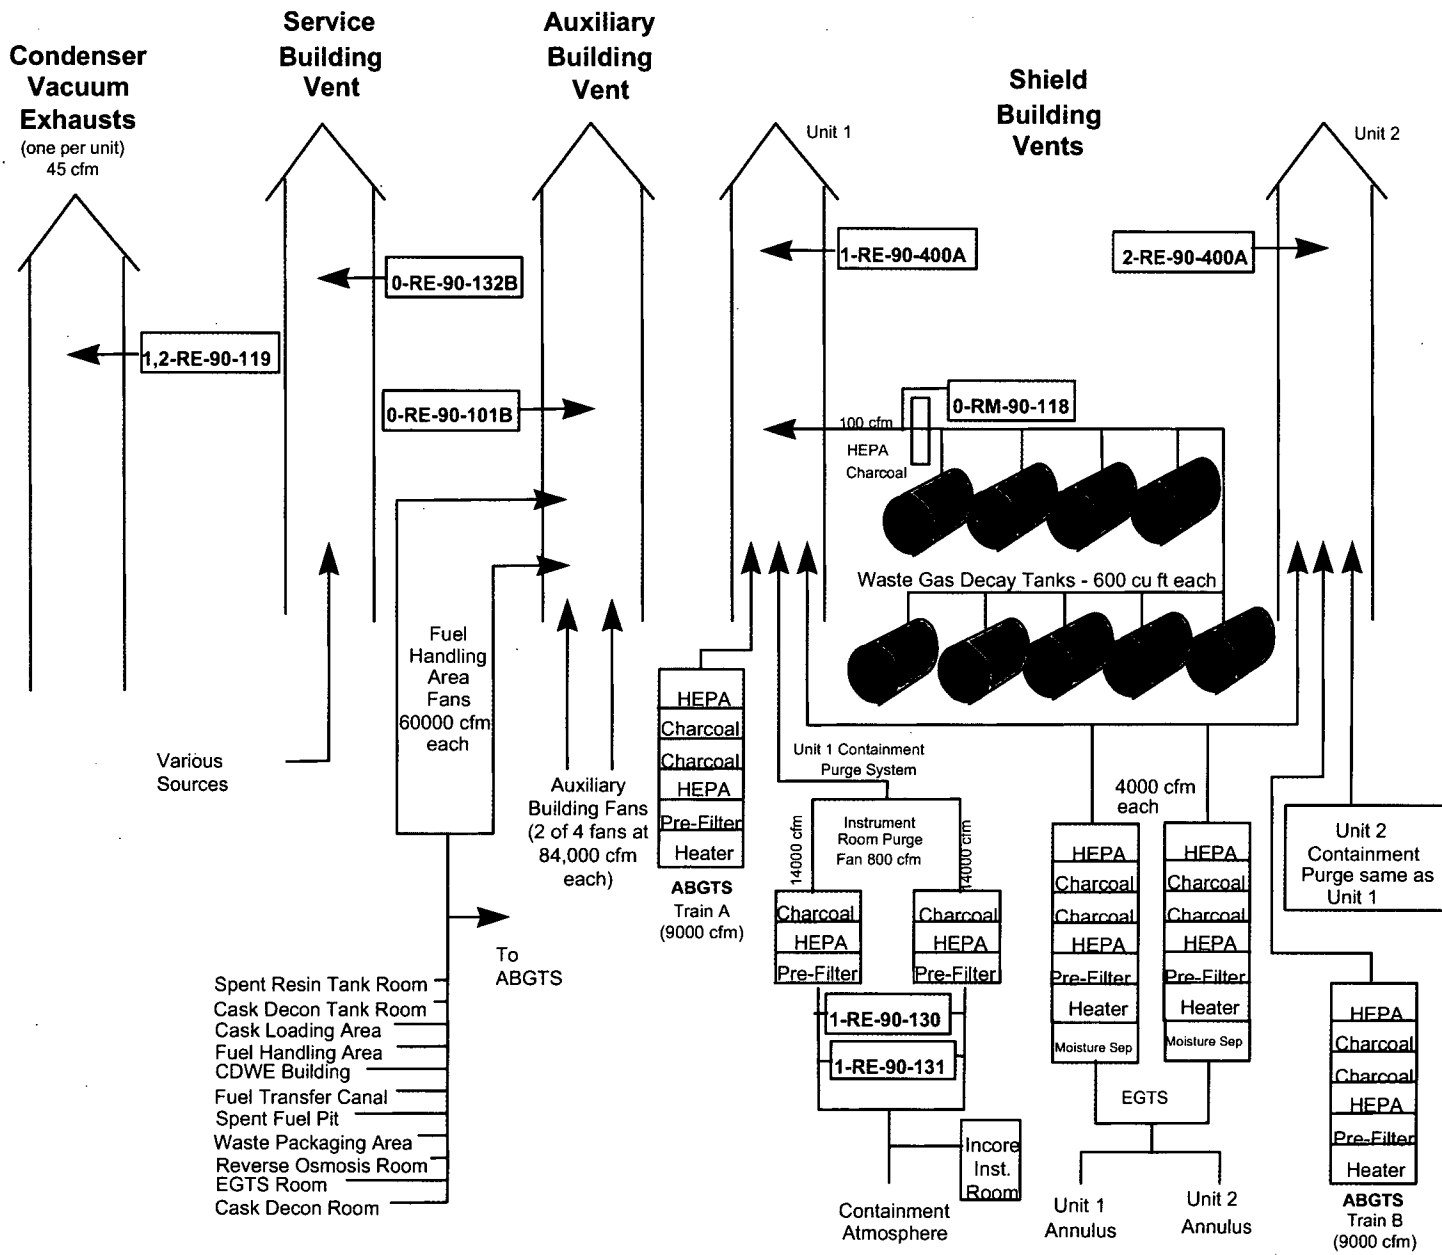 Condenser
Vacuum
Exhausts
(one per unit)
45 cfm
Service
Building
Vent
Auxiliary
Building
Vent
Shield
Building
Vents
Unit 1
Unit 2
1-RE-90-400A
2-RE-90-400A
0-RE-90-132B
1,2-RE-90-119
0-RE-90-101B
0-RM-90-118
100 cfm
HEPA
Charcoal
Waste Gas Decay Tanks - 600 cu ft each
Fuel
Handling
Area
Fans
60000 cfm
each
Various
Sources
Auxiliary
Building Fans
(2 of 4 fans at
84,000 cfm
each)
HEPA
Charcoal
Charcoal
HEPA
Pre-Filter
Heater
ABGTS
Train A
(9000 cfm)
Unit 1 Containment
Purge System
14000 cfm
Instrument
Room Purge
Fan 800 cfm
14000 cfm
Charcoal
HEPA
Pre-Filter
Charcoal
HEPA
Pre-Filter
1-RE-90-130
1-RE-90-131
Incore
Inst.
Room
Containment
Atmosphere
4000 cfm
each
HEPA
Charcoal
Charcoal
HEPA
Pre-Filter
Heater
Moisture Sep
HEPA
Charcoal
Charcoal
HEPA
Pre-Filter
Heater
Moisture Sep
EGTS
Unit 1
Annulus
Unit 2
Annulus
Unit 2
Containment
Purge same as
Unit 1
HEPA
Charcoal
Charcoal
HEPA
Pre-Filter
Heater
ABGTS
Train B
(9000 cfm)
To
ABGTS
Spent Resin Tank Room
Cask Decon Tank Room
Cask Loading Area
Fuel Handling Area
CDWE Building
Fuel Transfer Canal
Spent Fuel Pit
Waste Packaging Area
Reverse Osmosis Room
EGTS Room
Cask Decon Room